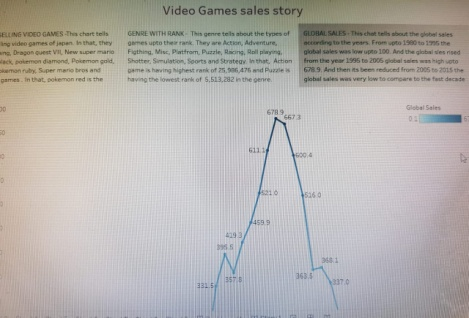 Video Games sales story
SELLING VIDEO GAMES -This chart tells
ling video games of japan. In that, they
ong, Dragon quest VII, New super mario
lack, pokemon diamond, Pokemon gold,
okemon ruby, Super mario bros and
games . In that, pokemon red is the
GENRE WITH RANK - This genre tells about the types of
games upto their rank. They are Action, Adventure,
Figthing, Misc, Platfrom, Puzzle, Racing, Roll playing,
Shotter, Simulation, Sports and Strategy. In that, Action
game is having highest rank of 25,986,476 and Puzzle is
having the lowest rank of 5,513,282 in the genre.
GLOBAL SALES - This chat tells about the global sales
according to the years. From upto 1980 to 1995 the
global sales was low upto 100. And the global size rised
from the year 1995 to 2005 global sales was high upto
678.9. And then its been reduced from 2005 to 2015 the
global sales was very low to compare to the fast decade
Global Sales
0.1
678.9
667.3
611.1
600.4
521.0
516.0
459.9
419.3
395.5
368.1
363.5
357.8
337.0
331.5